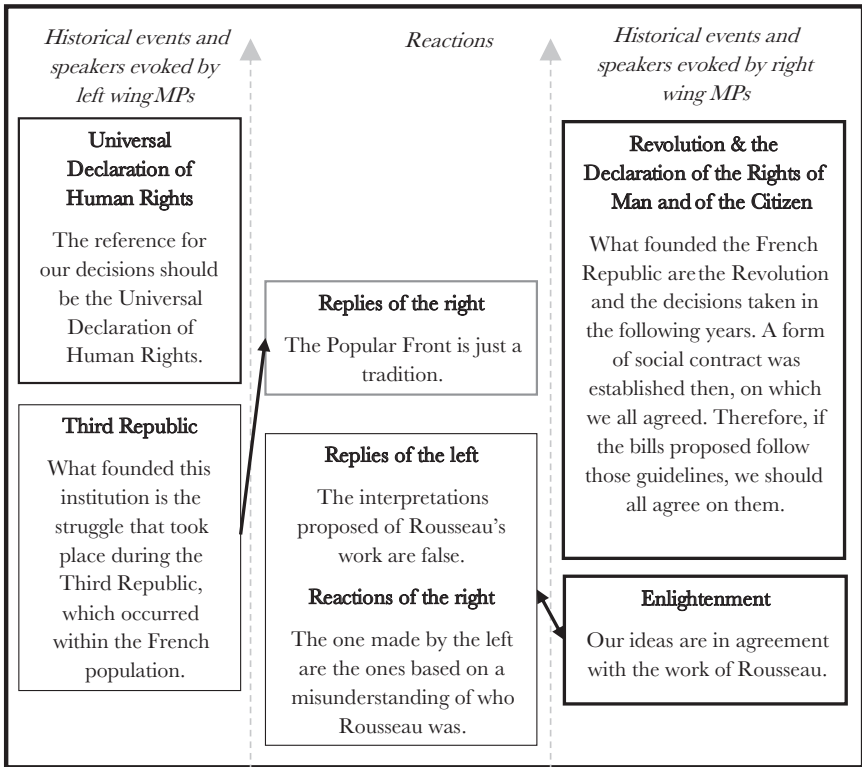 Historical events and
speakers evoked by
left wing MPs
Universal
Declaration of
Human Rights
The reference for
our decisions should
be the Universal
Declaration of
Human Rights.
Third Republic
What founded this
institution is the
struggle that took
place during the
Third Republic,
which occurred
within the French
population.
Reactions
Replies of the right
The Popular Front is just a
tradition.
Replies of the left
The interpretations
proposed of Rousseau's
work are false.
Reactions of the right
The one made by the left
are the ones based on a
misunderstanding of who
Rousseau was.
Historical events and
speakers evoked by right
wing MPs
Revolution & the
Declaration of the Rights of
Man and of the Citizen
What founded the French
Republic are the Revolution
and the decisions taken in
the following years. A form
of social contract was
established then, on which
we all agreed. Therefore, if
the bills proposed follow
those guidelines, we should
all agree on them.
Enlightenment
Our ideas are in agreement
with the work of Rousseau.